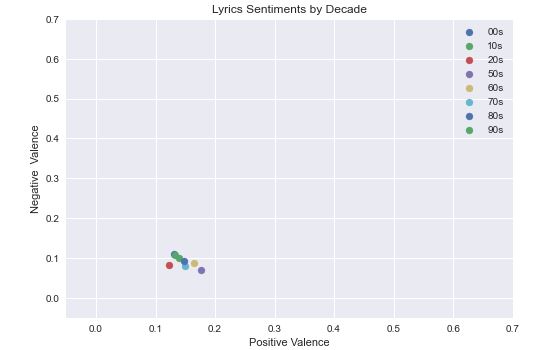 Lyrics Sentiments by Decade
0.7
0.6
0.5
0.4
0.3
0.2
0.1
0.0
Negative Valence
00s
10s
20s
50s
60s
70s
80s
90s
0.0 0.1 0.2 0.3 0.4 0.5 0.6 0.7
Positive Valence